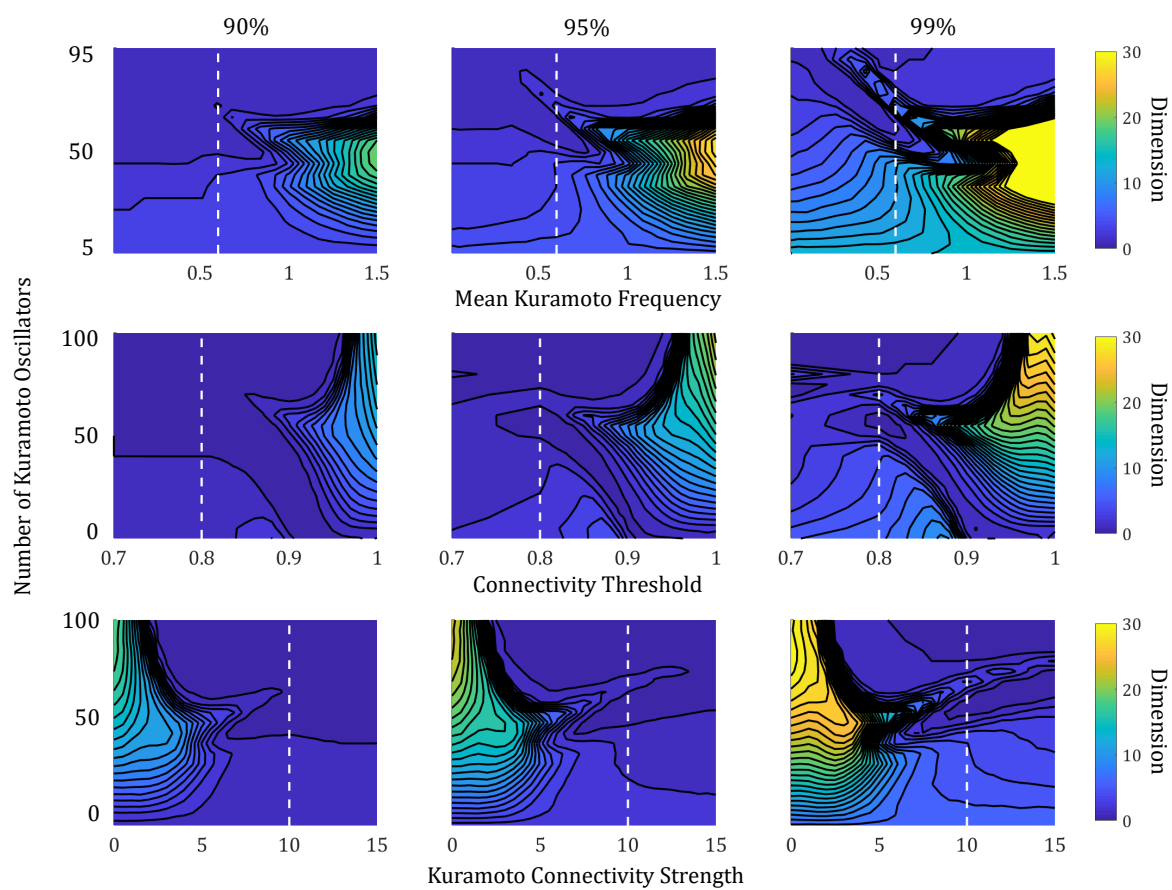 90% 95% 99%
95
50
5
0.5 1 1.5 0.5 1 1.5 0.5 1 1.5
Mean Kuramoto Frequency
30
20
10
0
Dimension
Number of Kuramoto Oscillators
100
50
0
0.7 0.8 0.9 1 0.7 0.8 0.9 1 0.7 0.8 0.9 1
Connectivity Threshold
30
20
10
0
Dimension
100
50
0
0 5 10 15 0 5 10 15 0 5 10 15
Kuramoto Connectivity Strength
30
20
10
0
Dimension